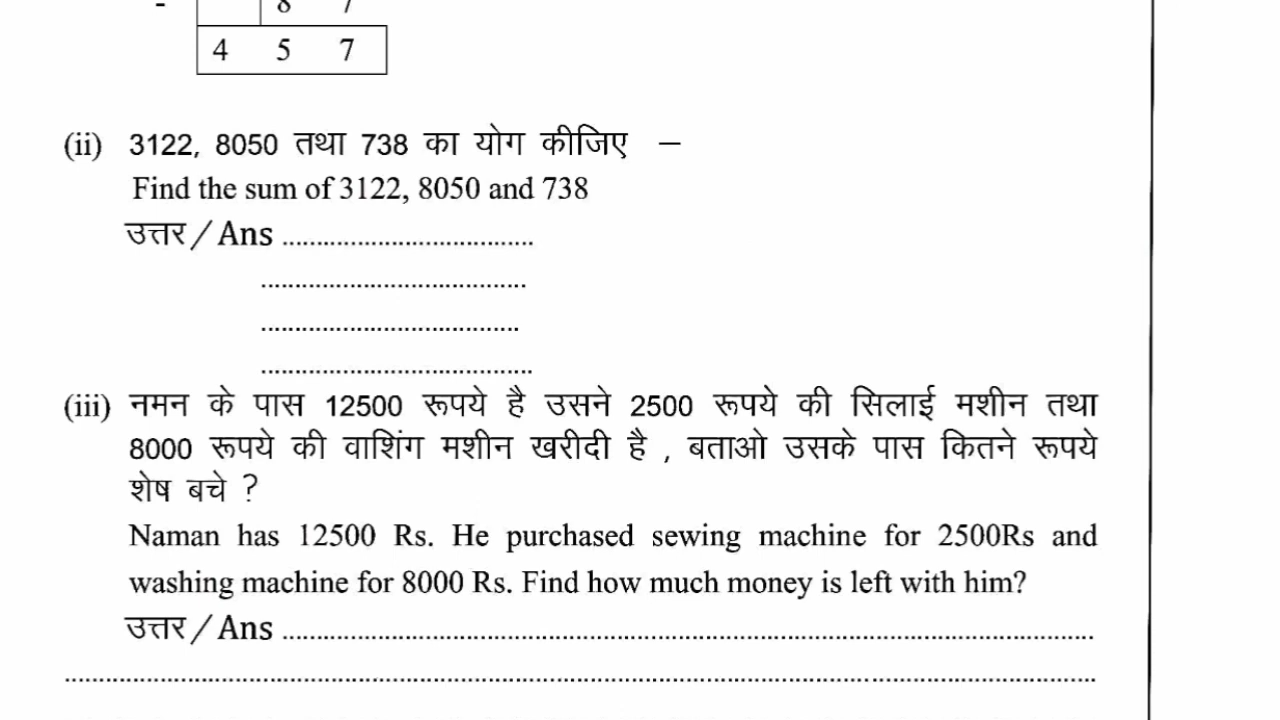 -
4 5 7
(ii) 3122, 8050 तथा 738 का योग कीजिए –
Find the sum of 3122, 8050 and 738
उत्तर / Ans .....................................
.......................................
......................................
........................................
(iii) नमन के पास 12500 रूपये है उसने 2500 रूपये की सिलाई मशीन तथा
8000 रूपये की वाशिंग मशीन खरीदी है , बताओ उसके पास कितने रूपये
शेष बचे ?
Naman has 12500 Rs. He purchased sewing machine for 2500Rs and
washing machine for 8000 Rs. Find how much money is left with him?
उत्तर / Ans ........................................................................................................................
.........................................................................................................................................................